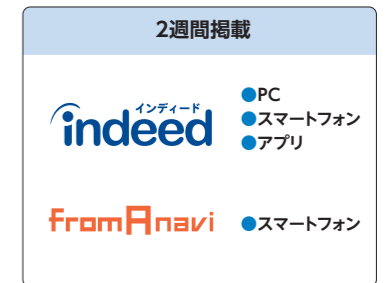 2週間掲載
インディード
indeed
●PC
●スマートフォン
●アプリ
fromAnavi
●スマートフォン